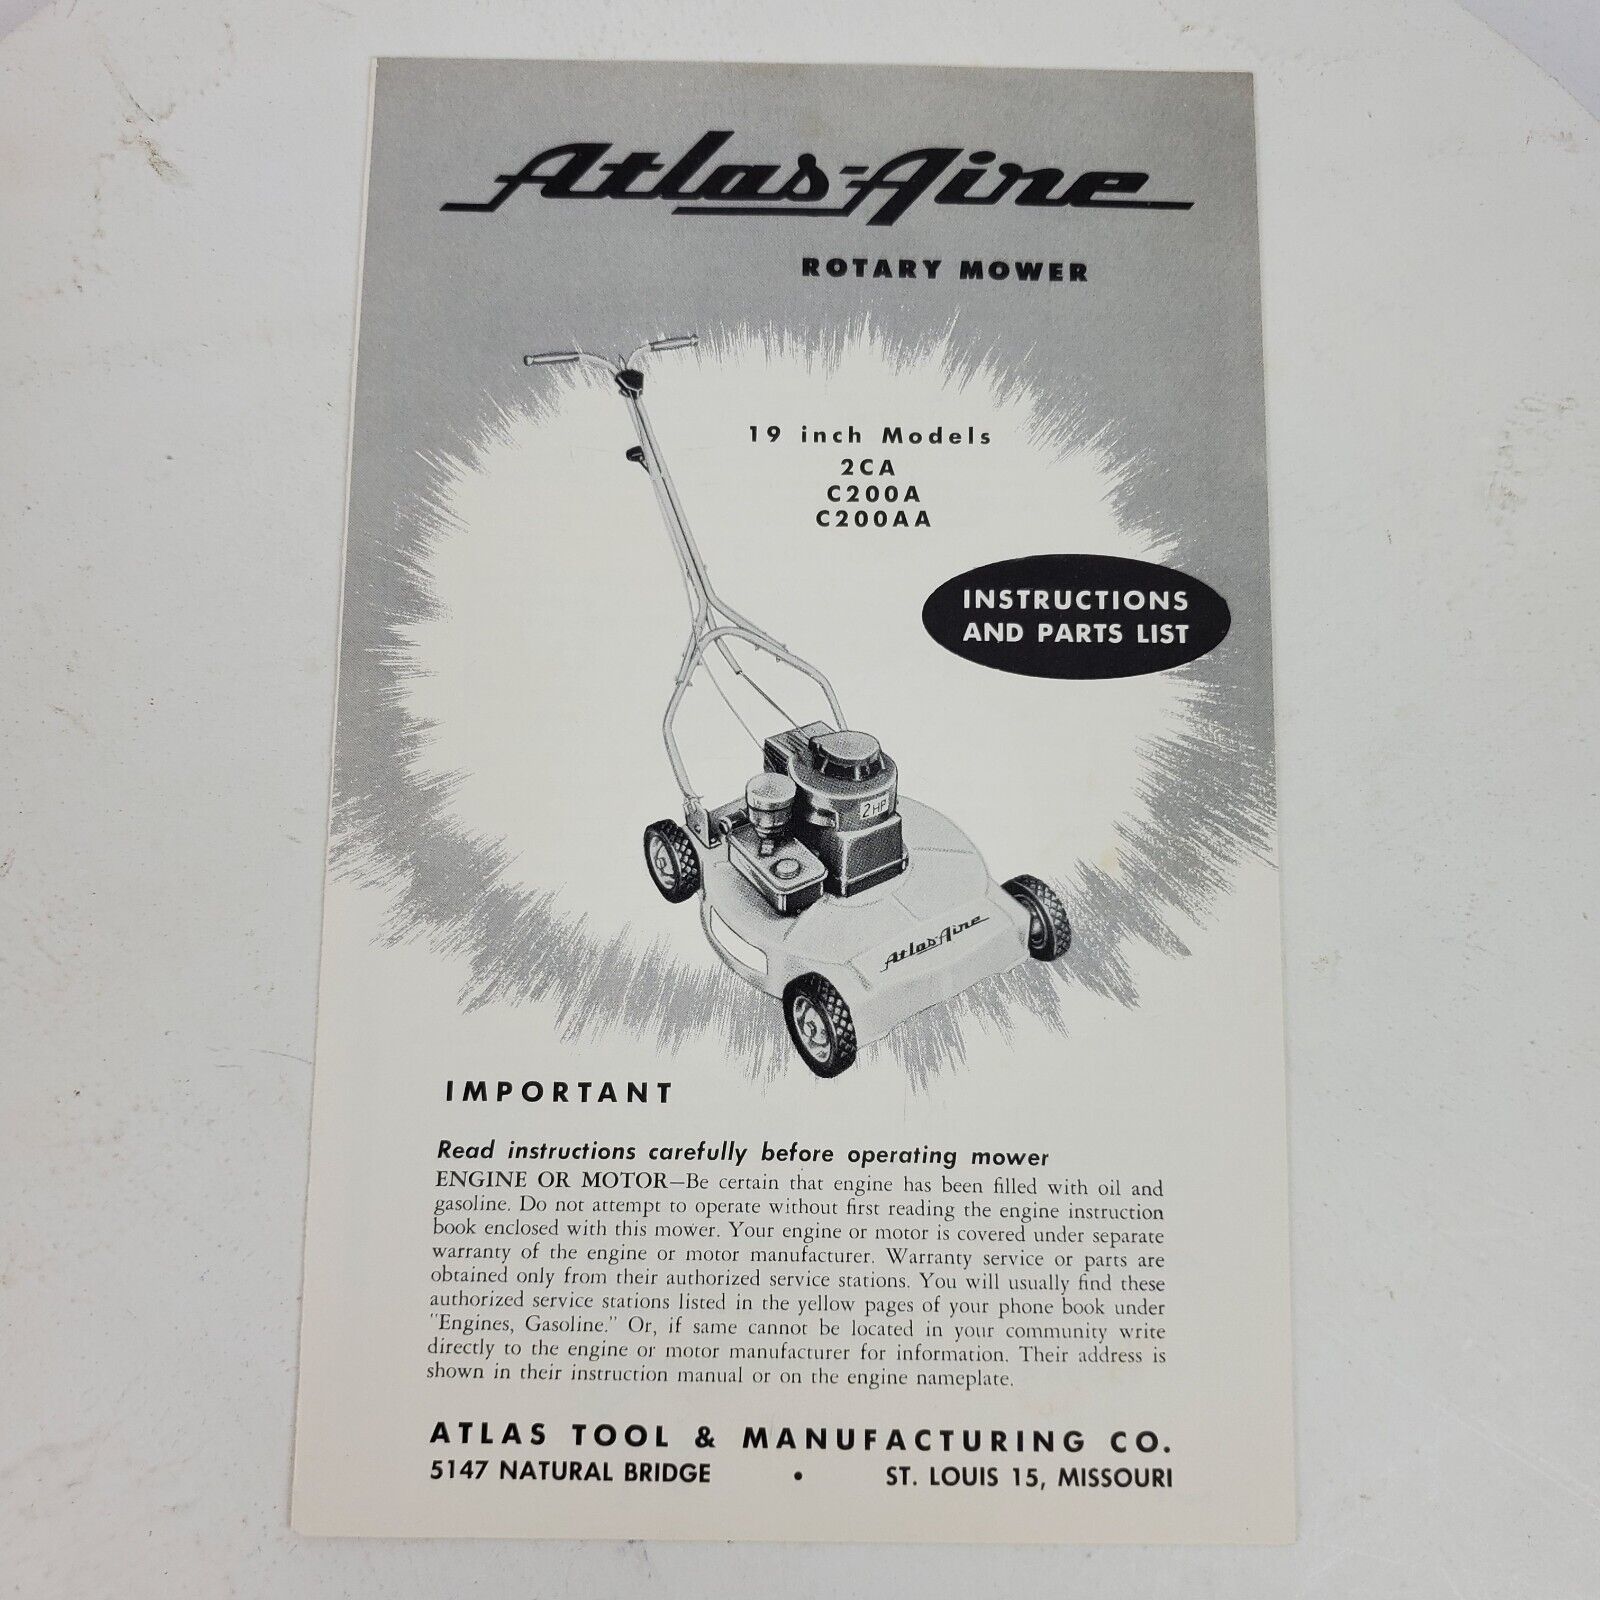 Atlas-Aire
ROTARY MOWER
19 inch Models
2CA
C200A
C200AA
INSTRUCTIONS
AND PARTS LIST
2 HP
Atlas-Aire
IMPORTANT
Read instructions carefully before operating mower
ENGINE OR MOTOR—Be certain that engine has been filled with oil and
gasoline. Do not attempt to operate without first reading the engine instruction
book enclosed with this mower. Your engine or motor is covered under separate
warranty of the engine or motor manufacturer. Warranty service or parts are
obtained only from their authorized service stations. You will usually find these
authorized service stations listed in the yellow pages of your phone book under
"Engines, Gasoline." Or, if same cannot be located in your community write
directly to the engine or motor manufacturer for information. Their address is
shown in their instruction manual or on the engine nameplate.
ATLAS TOOL & MANUFACTURING CO.
5147 NATURAL BRIDGE • ST. LOUIS 15, MISSOURI